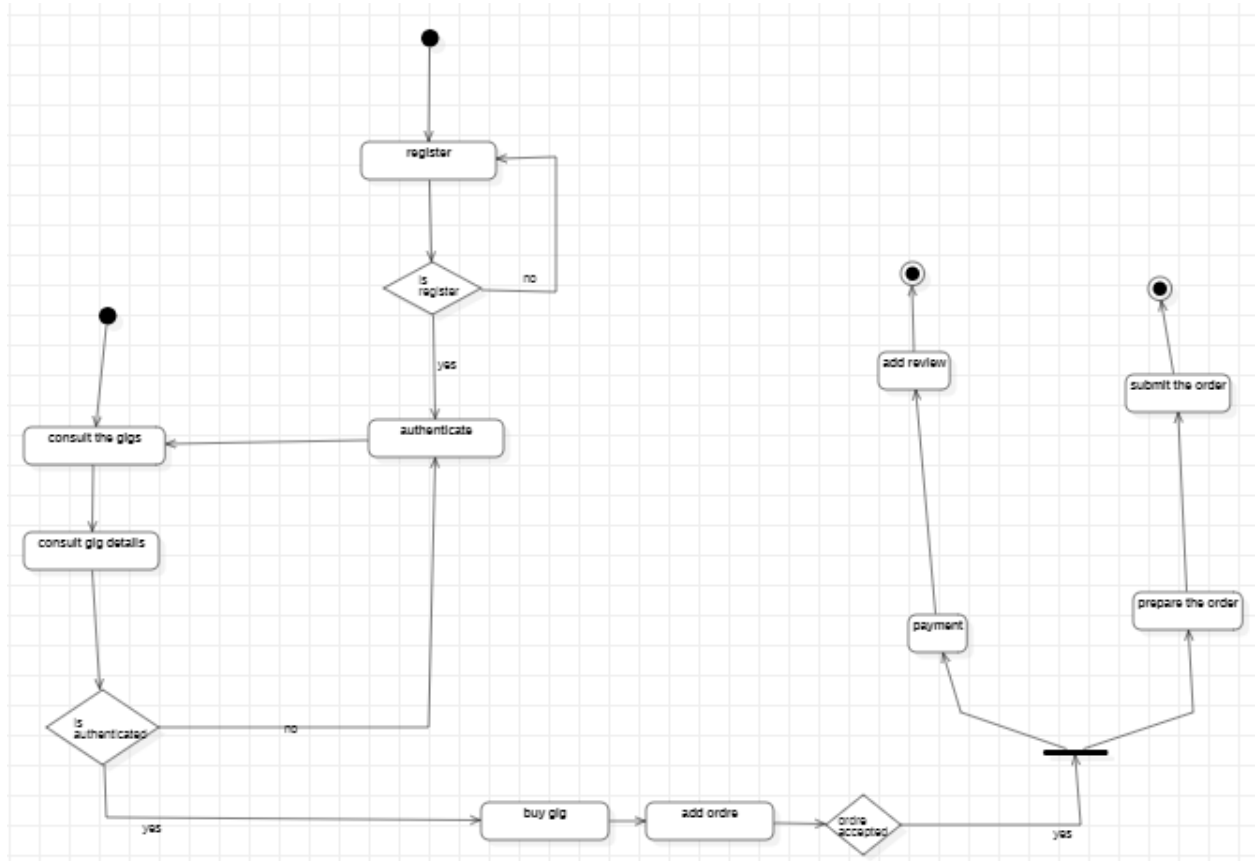 register
is
register
no
yes
consult the gigs
authenticate
consult gig details
is
authenticated
no
yes
buy gig
add ordre
ordre
accepted
yes
payment
prepare the order
add review
submit the order